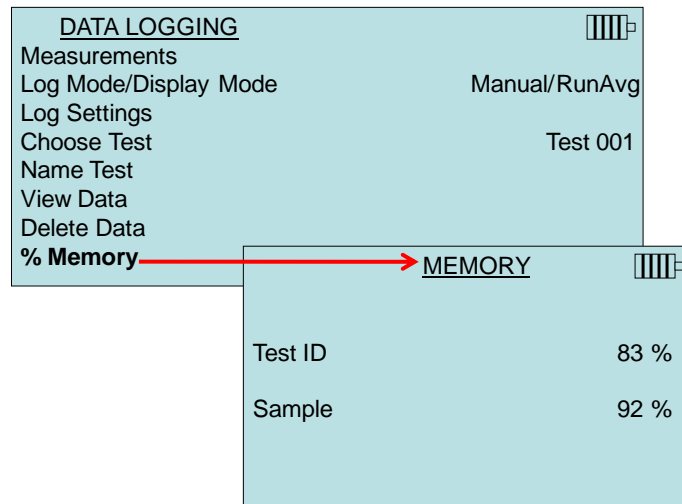 DATA LOGGING
Measurements
Log Mode/Display Mode Manual/RunAvg
Log Settings
Choose Test Test 001
Name Test
View Data
Delete Data
% Memory
MEMORY
Test ID 83 %
Sample 92 %